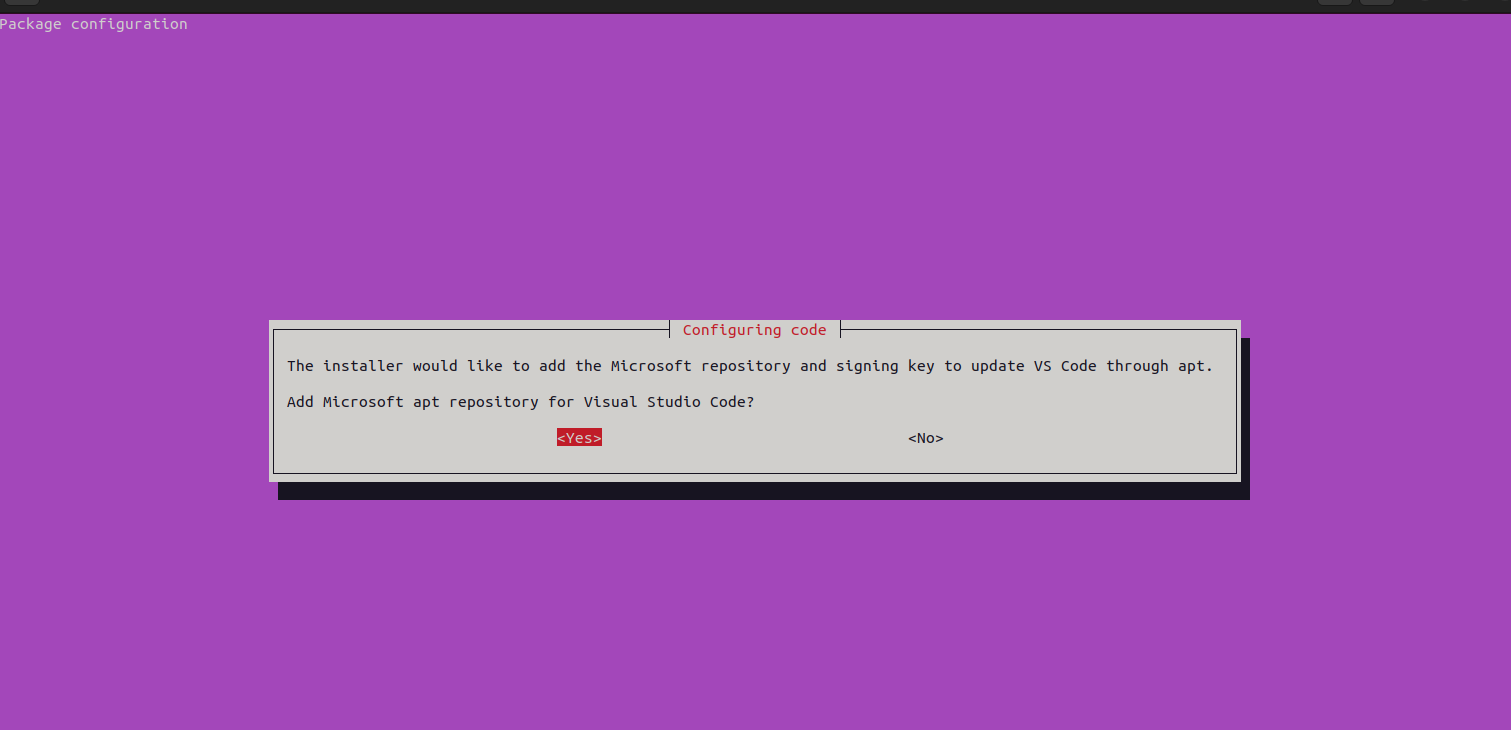 Package configuration
Configuring code
The installer would like to add the Microsoft repository and signing key to update VS Code through apt.
Add Microsoft apt repository for Visual Studio Code?
<Yes> <No>